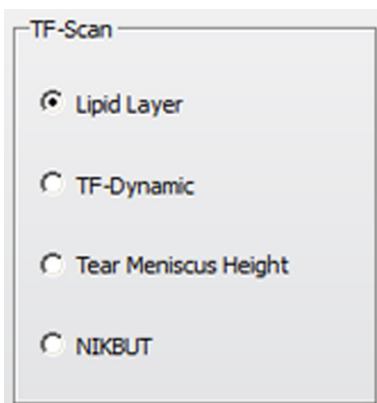 TF-Scan
Lipid Layer
TF-Dynamic
Tear Meniscus Height
NIKBUT